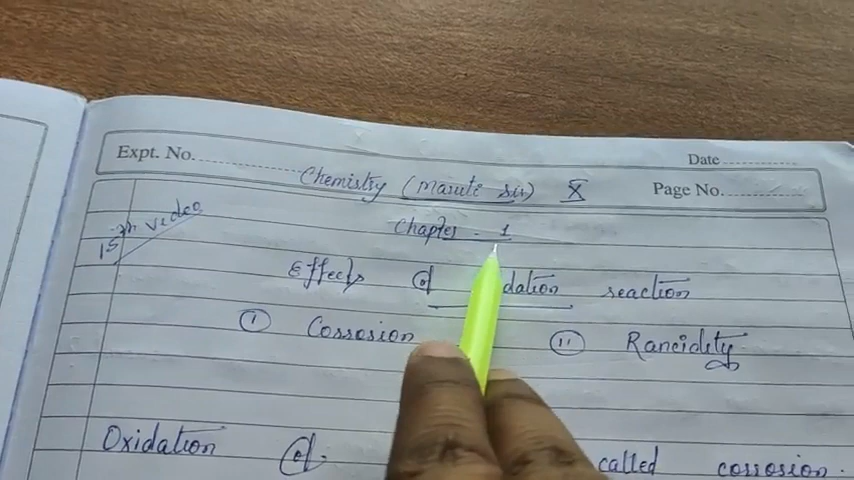 Expt. No.
Date
Chemistry (Maruti Sir) X
Page No.
15th video
Chapter - 1
Effects of dation reaction
(i) Corrosion
(ii) Rancidity
Oxidation of called corrosion.